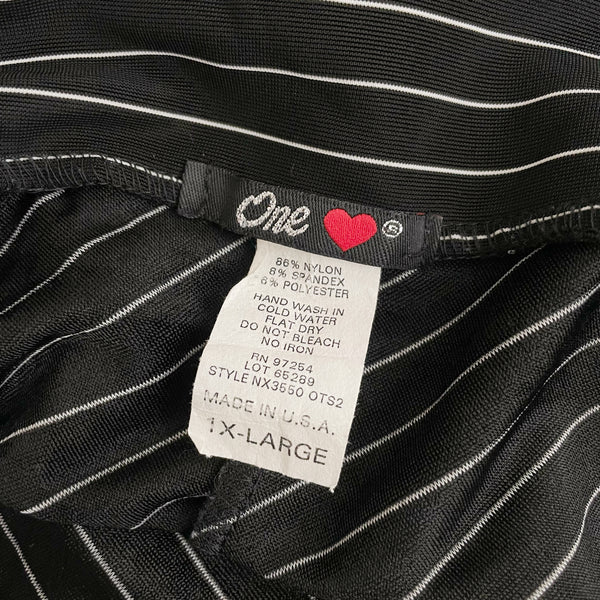 One ❤ ®
86% NYLON
8% SPANDEX
6% POLYESTER
HAND WASH IN
COLD WATER
FLAT DRY
DO NOT BLEACH
NO IRON
RN 97254
LOT 65289
STYLE NX3550 OTS2
MADE IN U.S.A.
1X-LARGE